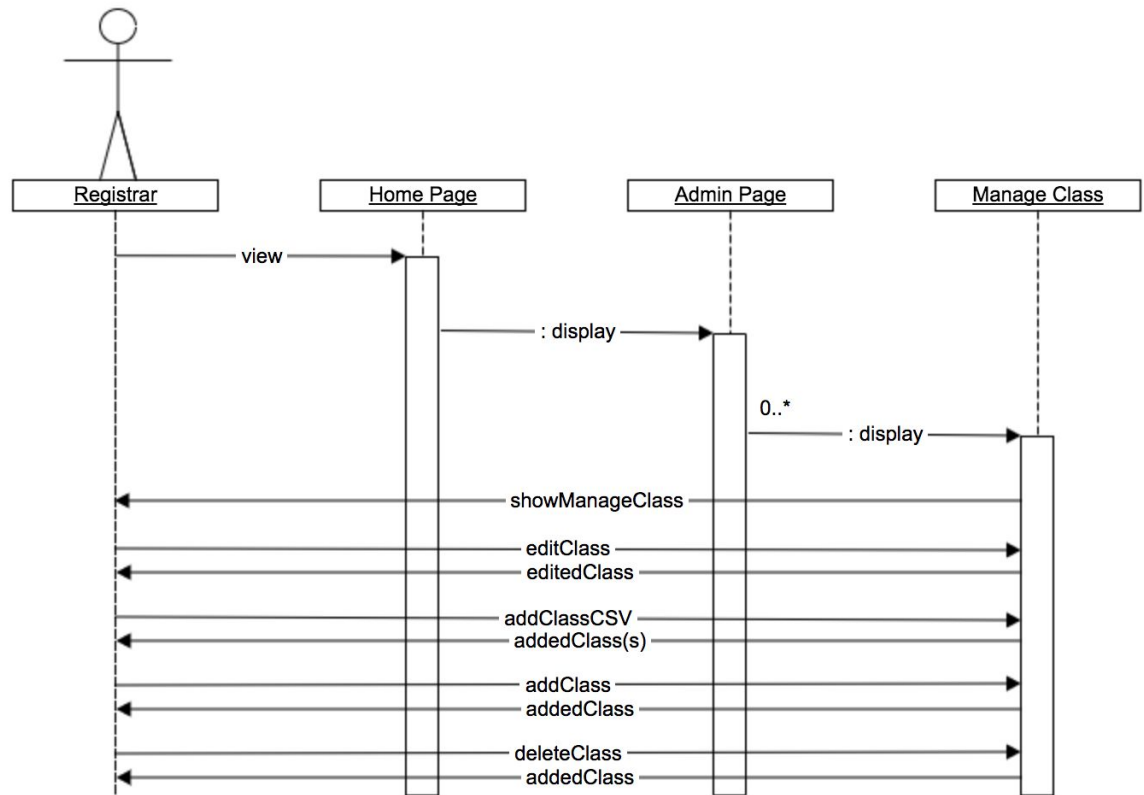 Registrar
Home Page
Admin Page
Manage Class
view
: display
0..*
: display
showManageClass
editClass
editedClass
addClassCSV
addedClass(s)
addClass
addedClass
deleteClass
addedClass